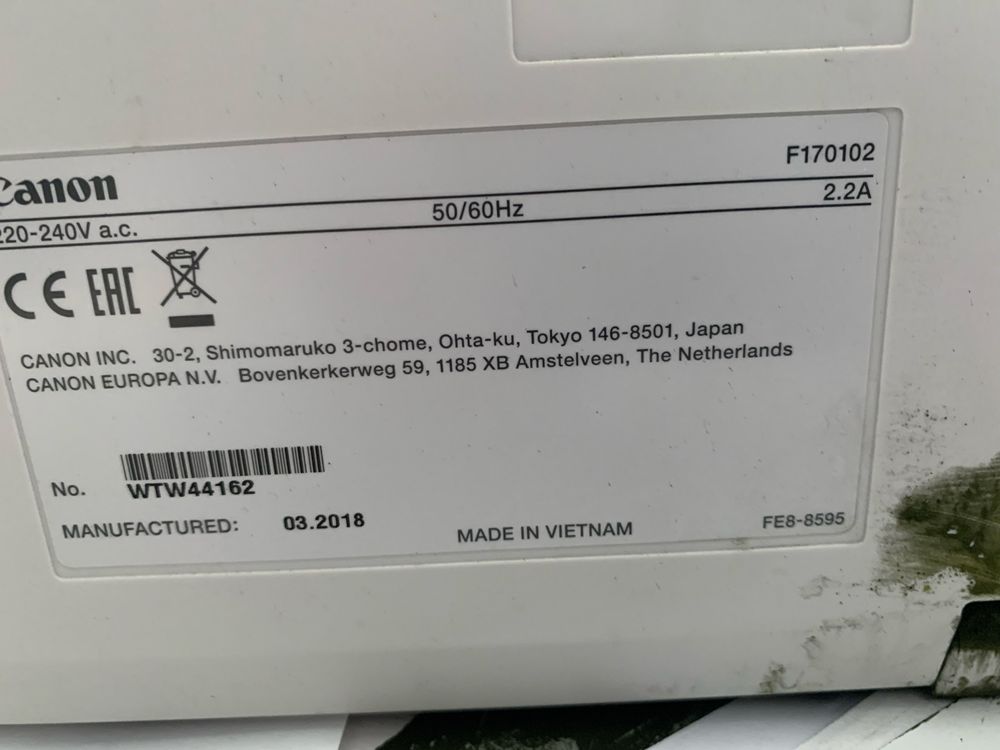 Canon
F170102
220-240V a.c. 50/60Hz 2.2A
CE EAC
CANON INC. 30-2, Shimomaruko 3-chome, Ohta-ku, Tokyo 146-8501, Japan
CANON EUROPA N.V. Bovenkerkerweg 59, 1185 XB Amstelveen, The Netherlands
No. WTW44162
MANUFACTURED: 03.2018 MADE IN VIETNAM FE8-8595